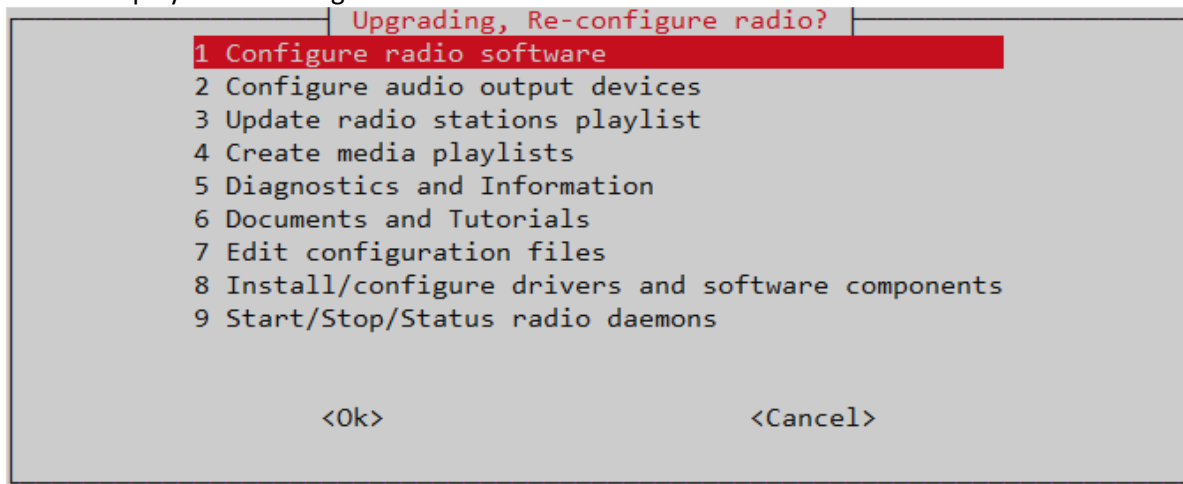 Upgrading, Re-configure radio?
1 Configure radio software
2 Configure audio output devices
3 Update radio stations playlist
4 Create media playlists
5 Diagnostics and Information
6 Documents and Tutorials
7 Edit configuration files
8 Install/configure drivers and software components
9 Start/Stop/Status radio daemons
<Ok> <Cancel>